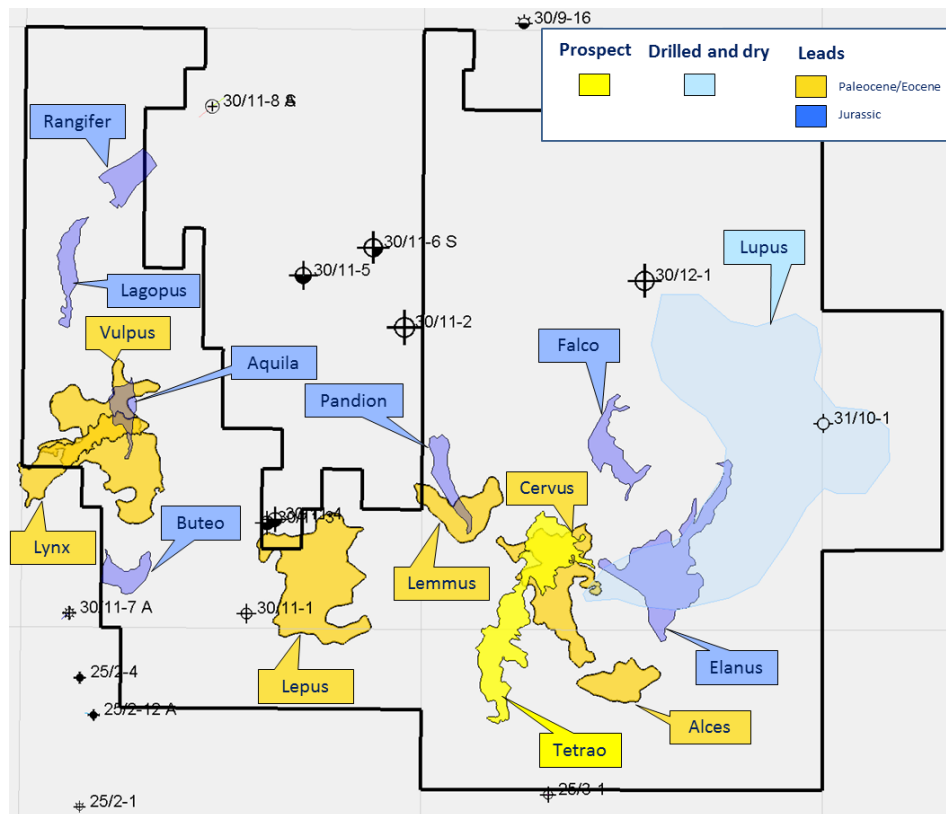 30/9-16
Prospect
Drilled and dry
Leads
Paleocene/Eocene
Jurassic
30/11-8 S
Rangifer
30/11-6 S
30/11-5
30/12-1
Lupus
Lagopus
30/11-2
Vulpus
Falco
Aquila
Pandion
31/10-1
Cervus
Buteo
Lynx
Lemmus
30/11-7 A
30/11-1
Elanus
25/2-4
Lepus
25/2-12 A
Alces
Tetrao
25/2-1
25/3-1